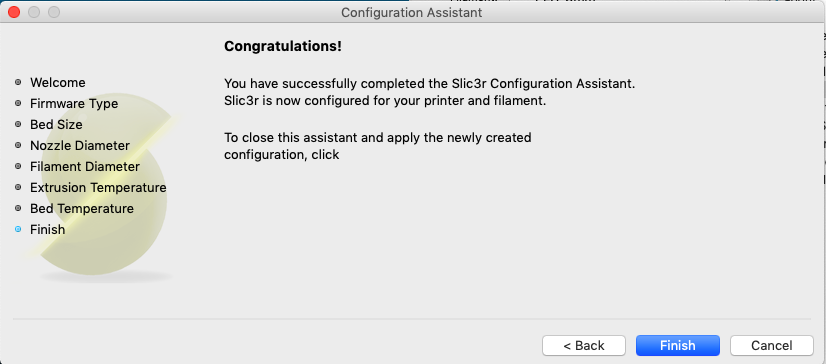 Configuration Assistant
Congratulations!
You have successfully completed the Slic3r Configuration Assistant.
Slic3r is now configured for your printer and filament.
To close this assistant and apply the newly created
configuration, click
Welcome
Firmware Type
Bed Size
Nozzle Diameter
Filament Diameter
Extrusion Temperature
Bed Temperature
Finish
< Back
Finish
Cancel